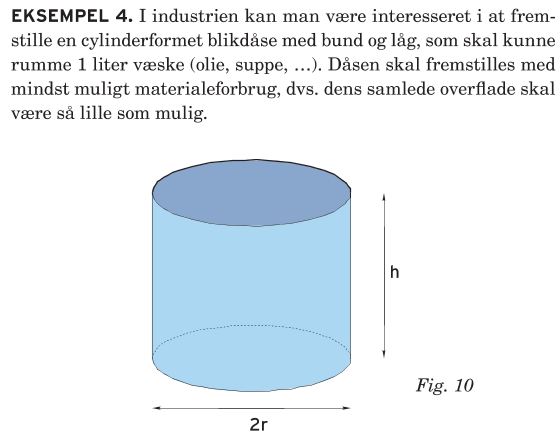 EKSEMPEL 4. I industrien kan man være interesseret i at frem-
stille en cylinderformet blikdåse med bund og låg, som skal kunne
rumme 1 liter væske (olie, suppe, ...). Dåsen skal fremstilles med
mindst muligt materialeforbrug, dvs. dens samlede overflade skal
være så lille som mulig.
h
Fig. 10
2r